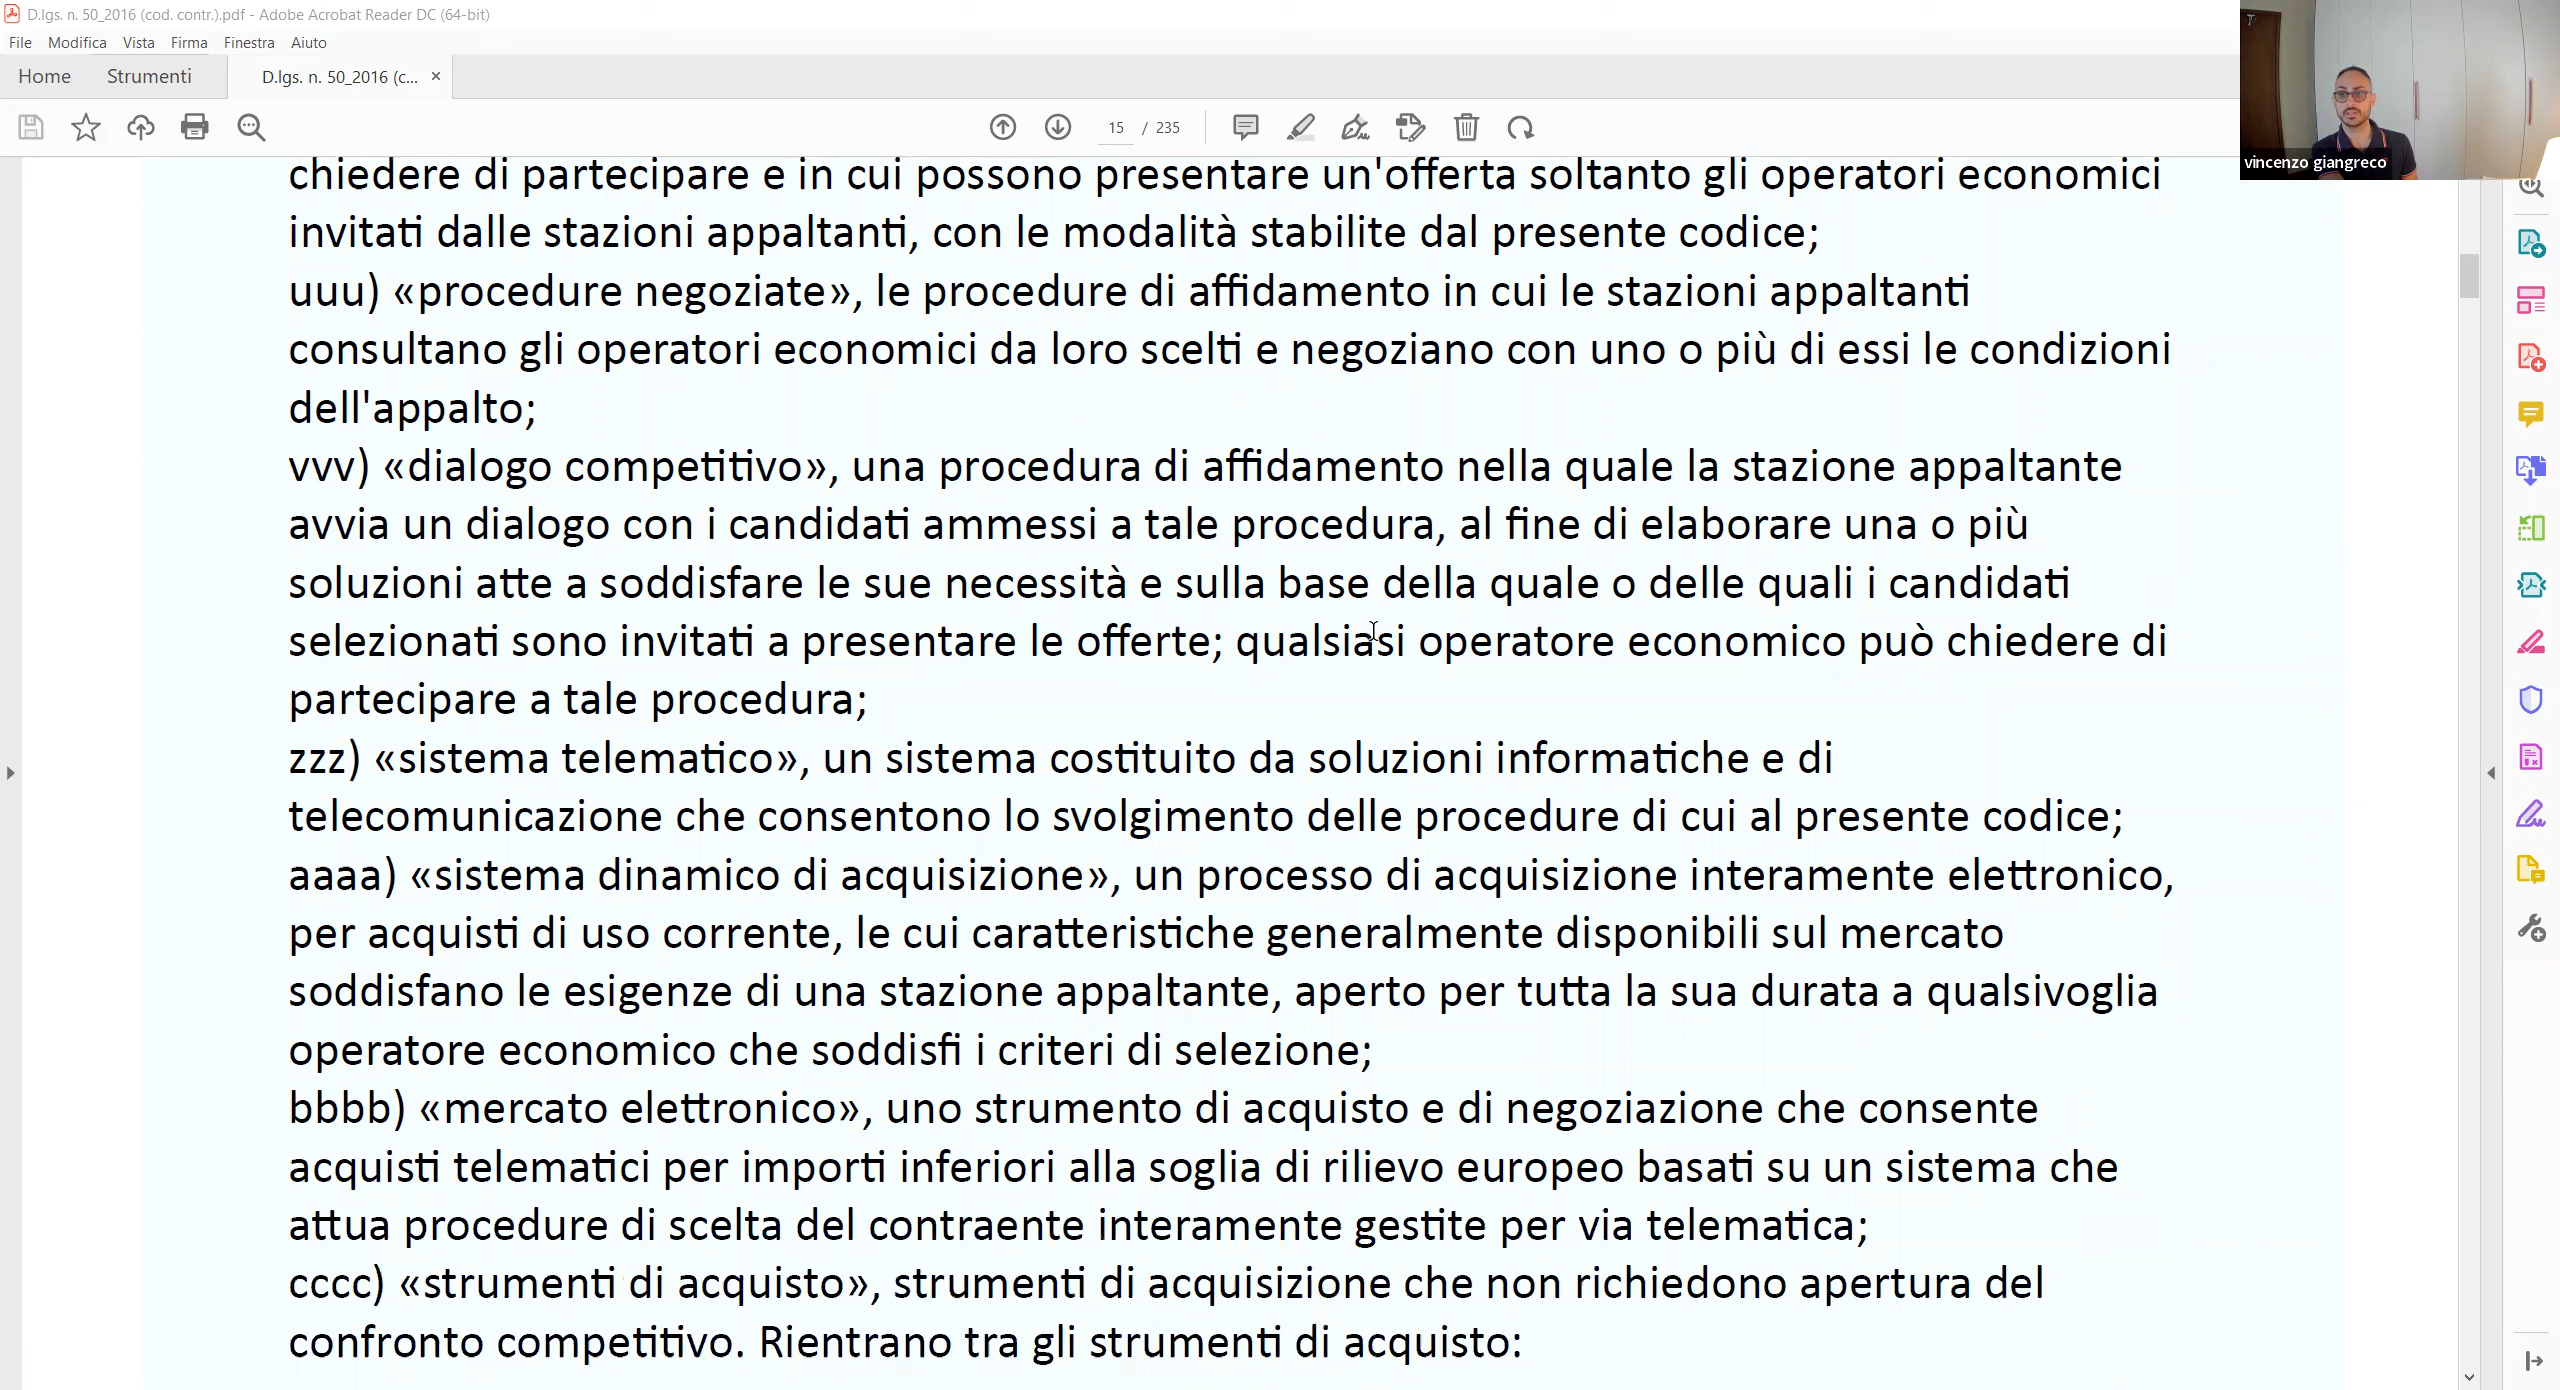 D.lgs. n. 50_2016 (cod. contr.).pdf - Adobe Acrobat Reader DC (64-bit)
File Modifica Vista Firma Finestra Aiuto
Home Strumenti D.lgs. n. 50_2016 (c... ×
15 / 235
vincenzo giangreco
chiedere di partecipare e in cui possono presentare un'offerta soltanto gli operatori economici
invitati dalle stazioni appaltanti, con le modalità stabilite dal presente codice;
uuu) «procedure negoziate», le procedure di affidamento in cui le stazioni appaltanti
consultano gli operatori economici da loro scelti e negoziano con uno o più di essi le condizioni
dell'appalto;
vvv) «dialogo competitivo», una procedura di affidamento nella quale la stazione appaltante
avvia un dialogo con i candidati ammessi a tale procedura, al fine di elaborare una o più
soluzioni atte a soddisfare le sue necessità e sulla base della quale o delle quali i candidati
selezionati sono invitati a presentare le offerte; qualsiasi operatore economico può chiedere di
partecipare a tale procedura;
zzz) «sistema telematico», un sistema costituito da soluzioni informatiche e di
telecomunicazione che consentono lo svolgimento delle procedure di cui al presente codice;
aaaa) «sistema dinamico di acquisizione», un processo di acquisizione interamente elettronico,
per acquisti di uso corrente, le cui caratteristiche generalmente disponibili sul mercato
soddisfano le esigenze di una stazione appaltante, aperto per tutta la sua durata a qualsivoglia
operatore economico che soddisfi i criteri di selezione;
bbbb) «mercato elettronico», uno strumento di acquisto e di negoziazione che consente
acquisti telematici per importi inferiori alla soglia di rilievo europeo basati su un sistema che
attua procedure di scelta del contraente interamente gestite per via telematica;
cccc) «strumenti di acquisto», strumenti di acquisizione che non richiedono apertura del
confronto competitivo. Rientrano tra gli strumenti di acquisto: